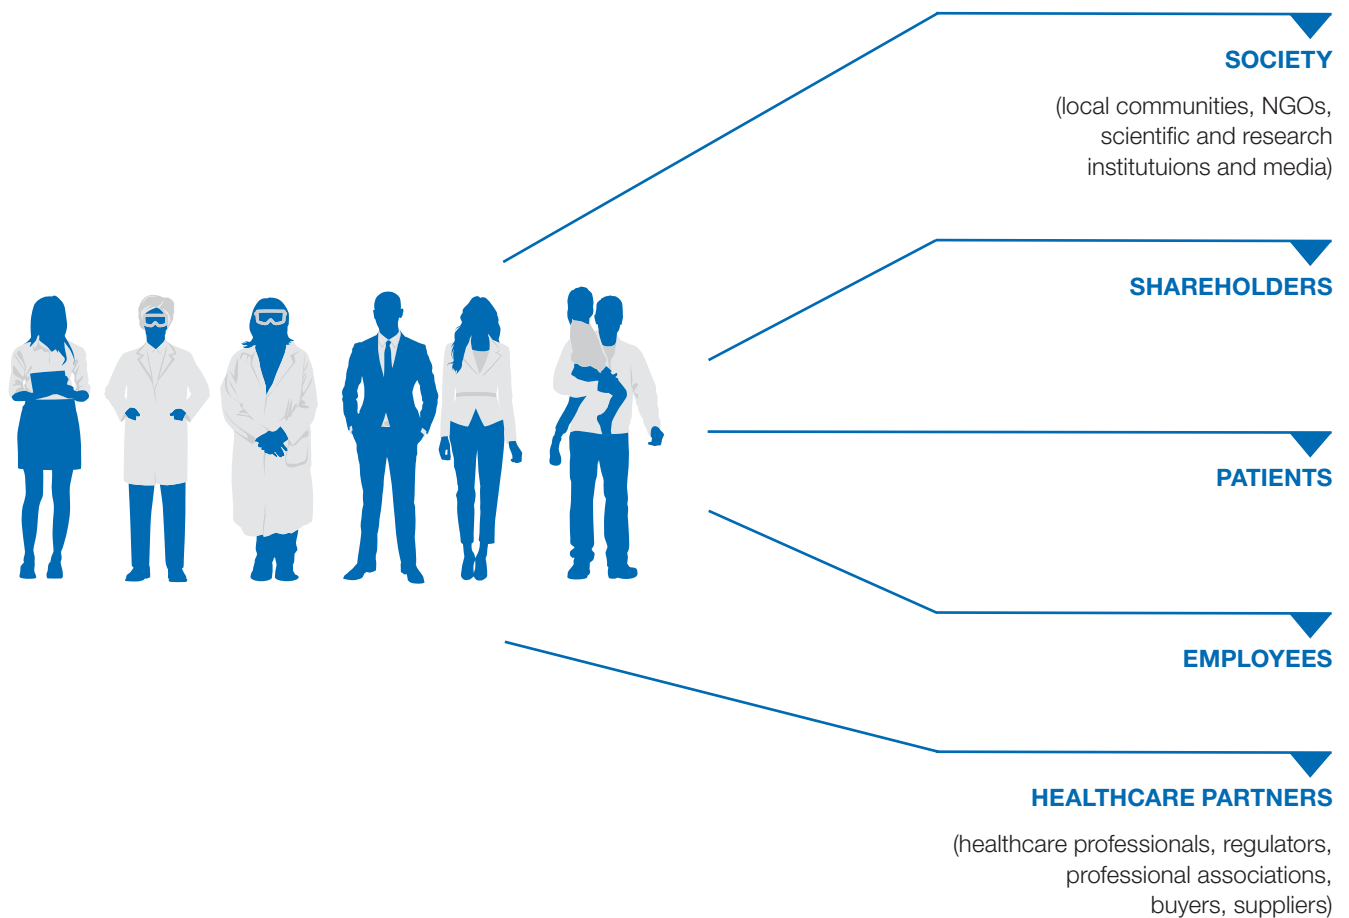 SOCIETY
(local communities, NGOs,
scientific and research
institutuions and media)
SHAREHOLDERS
PATIENTS
EMPLOYEES
HEALTHCARE PARTNERS
(healthcare professionals, regulators,
professional associations,
buyers, suppliers)